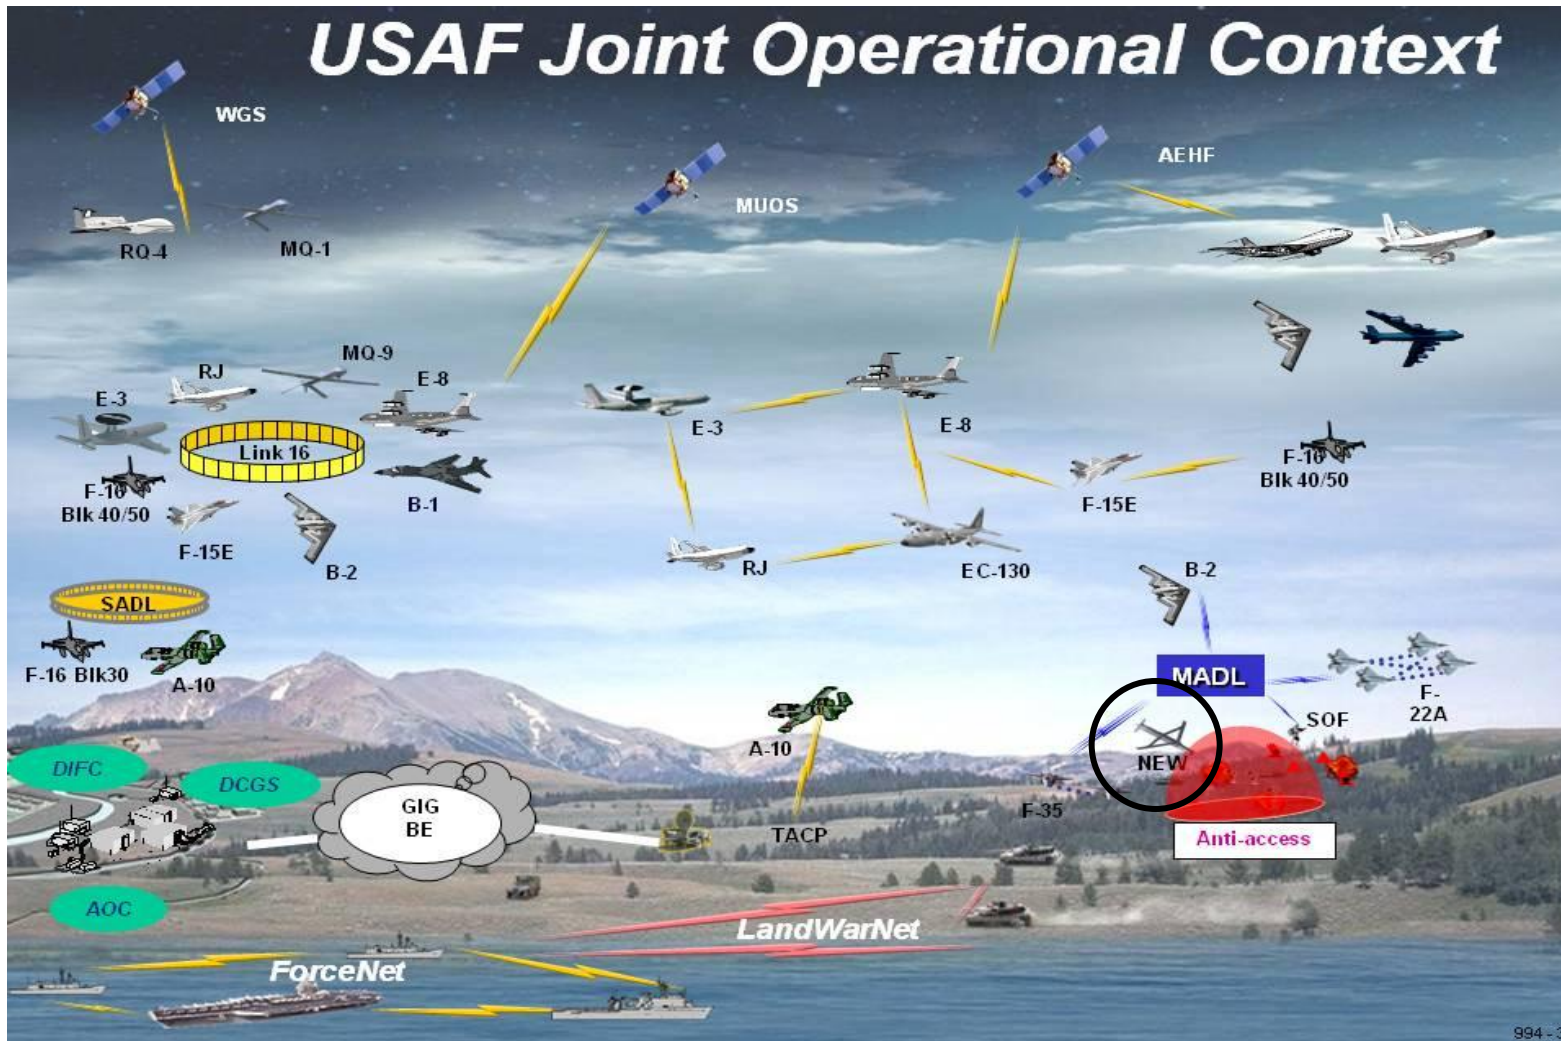 USAF Joint Operational Context
WGS
AEHF
MUOS
RQ-4
MQ-1
MQ-9
RJ
E-8
E-3
Link 16
E-3
E-8
F-16
Blk 40/50
B-1
F-16
Blk 40/50
F-15E
F-15E
B-2
RJ
EC-130
B-2
SADL
F-16 Blk30
A-10
MADL
F-
22A
SOF
A-10
NEW
DIFC
DCGS
GIG
BE
F-35
TACP
Anti-access
AOC
LandWarNet
ForceNet